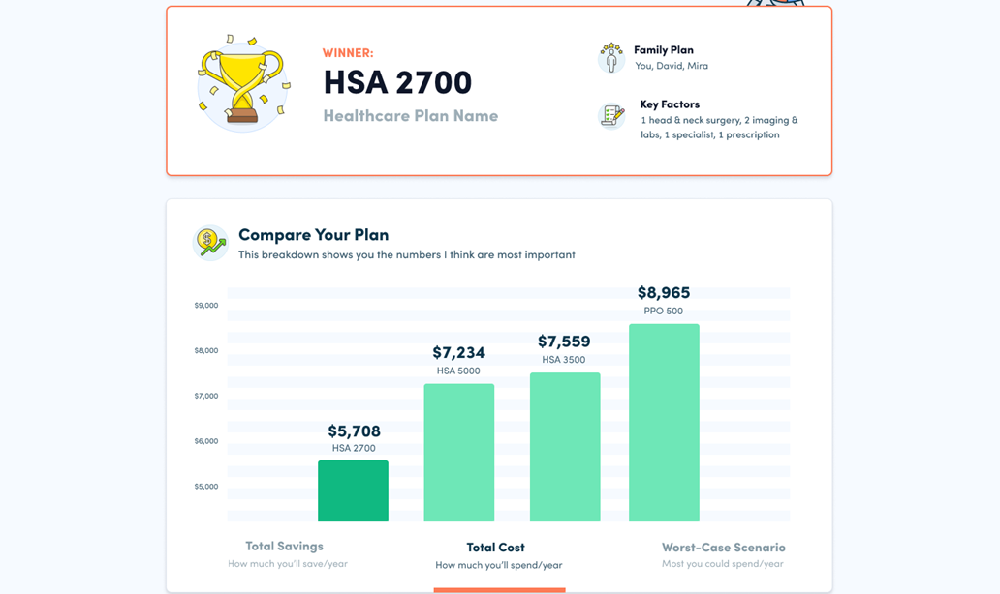 WINNER:
HSA 2700
Healthcare Plan Name
Family Plan
You, David, Mira
Key Factors
1 head & neck surgery, 2 imaging &
labs, 1 specialist, 1 prescription
Compare Your Plan
This breakdown shows you the numbers I think are most important
$9,000
$8,000
$7,000
$6,000
$5,000
$5,708
HSA 2700
$7,234
HSA 5000
$7,559
HSA 3500
$8,965
PPO 500
Total Savings
How much you'll save/year
Total Cost
How much you'll spend/year
Worst-Case Scenario
Most you could spend/year